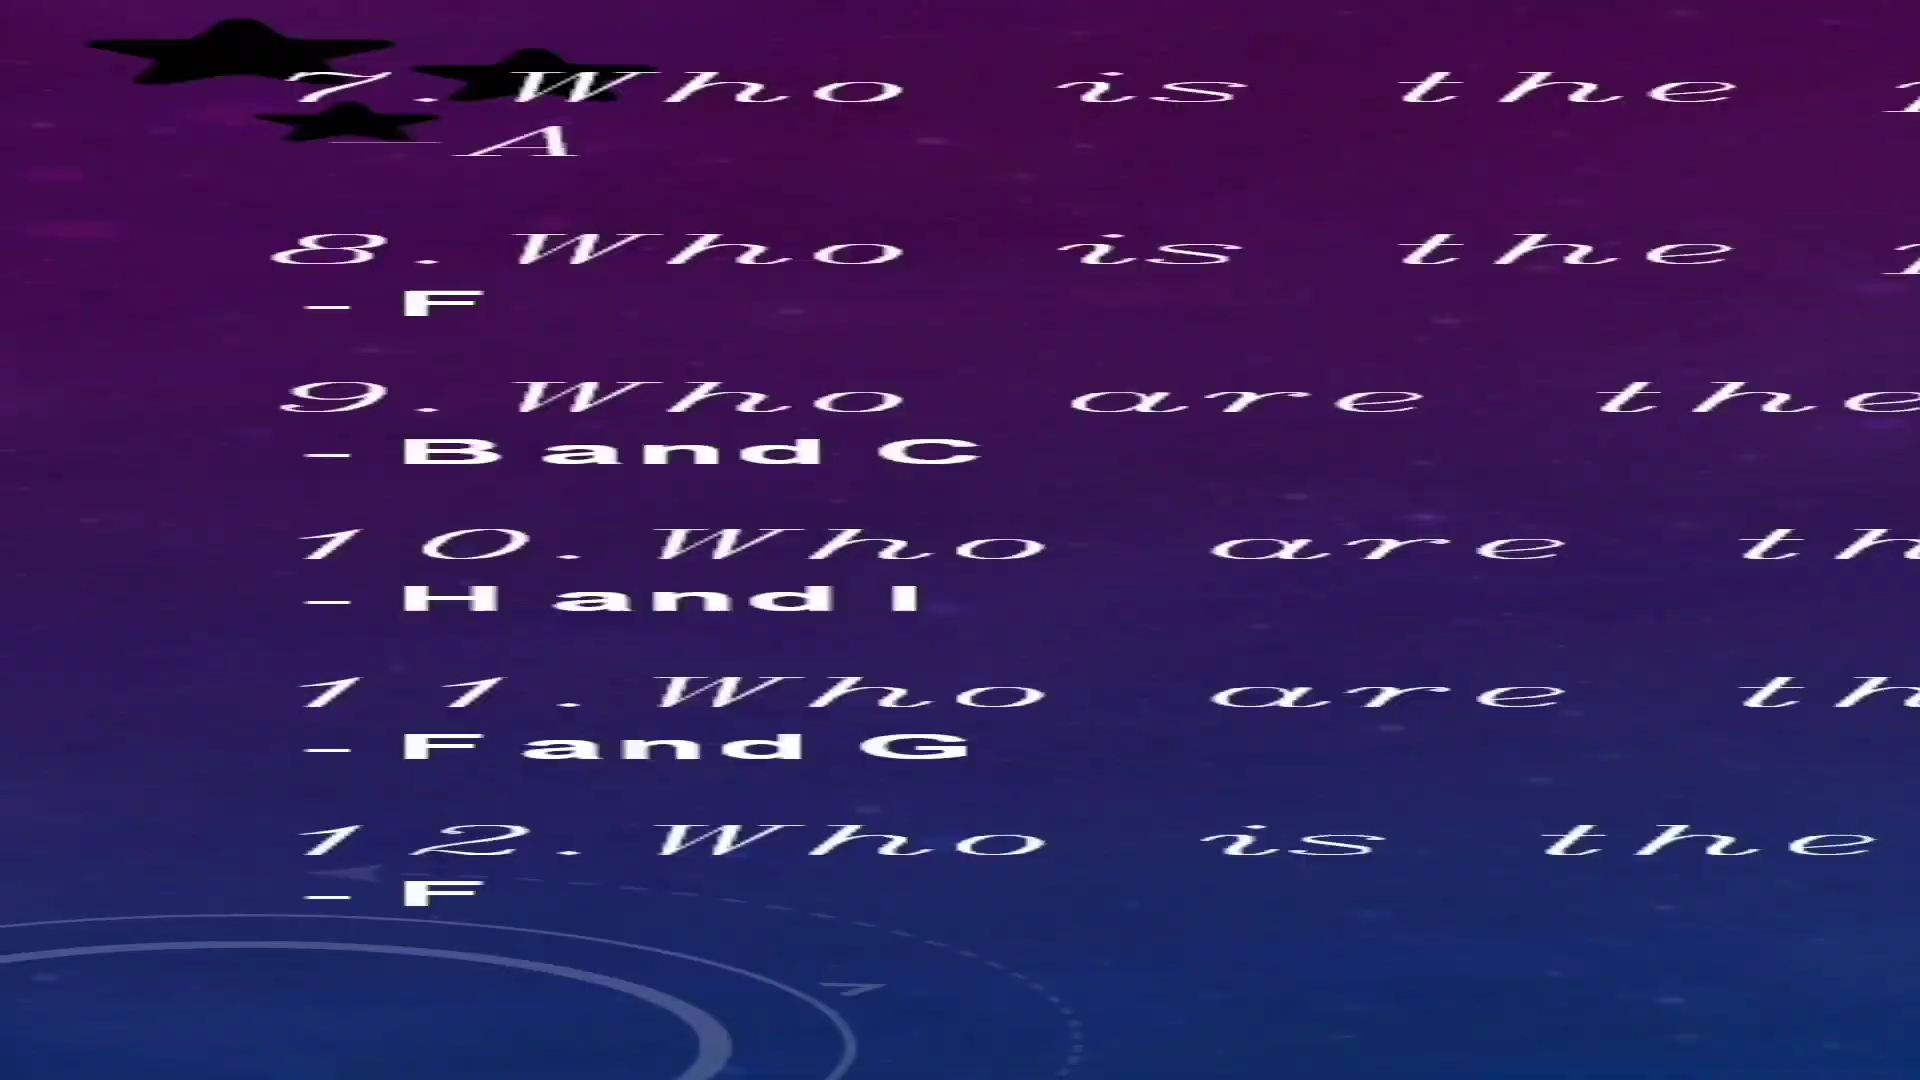 7. Who is the
– A
8. Who is the
- F
9. Who are the
- B and C
10. Who are th
- H and I
11. Who are th
- F and G
12. Who is the
- F